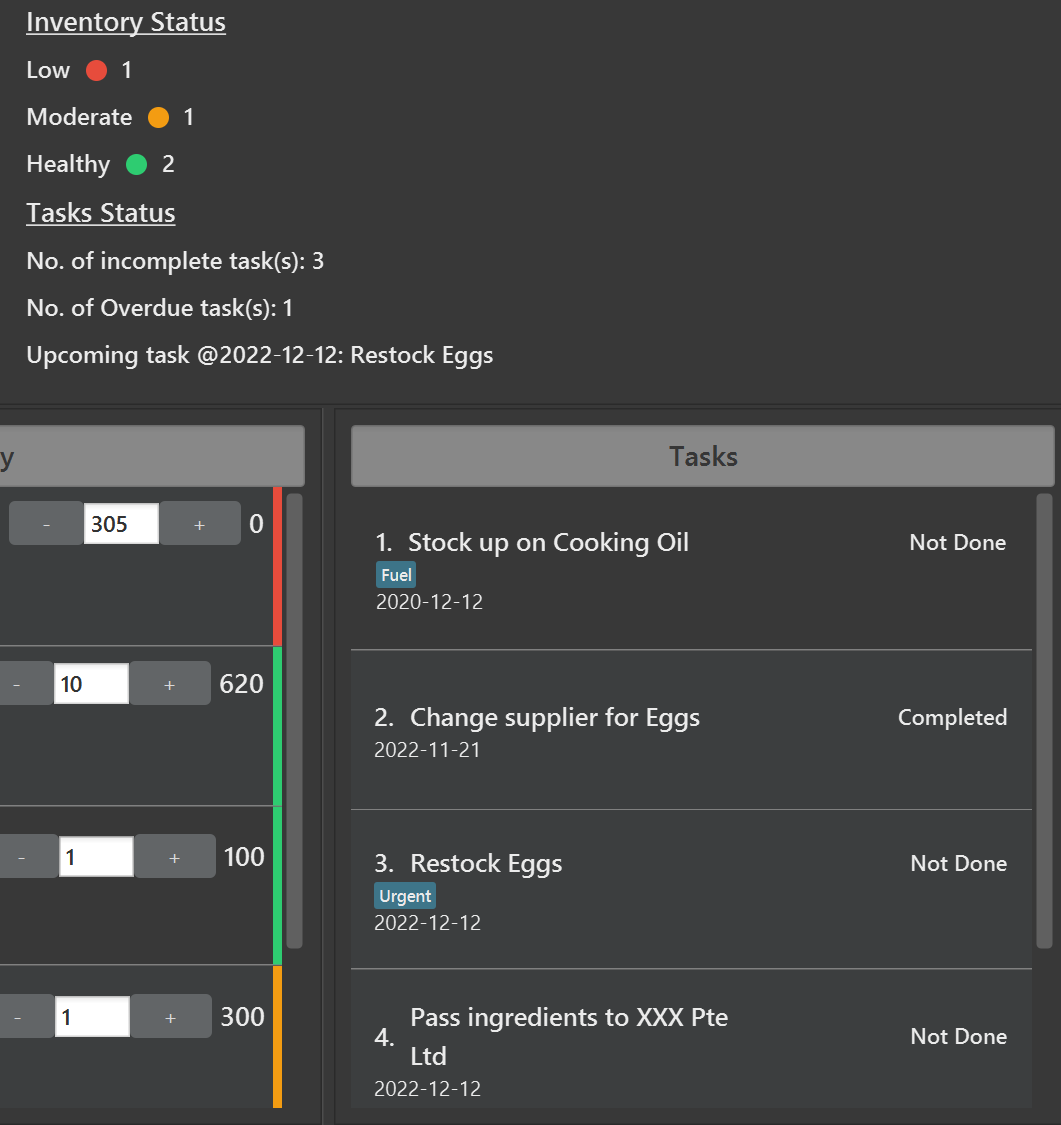 Inventory Status
Low 1
Moderate 1
Healthy 2
Tasks Status
No. of incomplete task(s): 3
No. of Overdue task(s): 1
Upcoming task @2022-12-12: Restock Eggs
y
- 305 + 0
- 10 + 620
- 1 + 100
- 1 + 300
Tasks
1. Stock up on Cooking Oil Not Done
Fuel
2020-12-12
2. Change supplier for Eggs Completed
2022-11-21
3. Restock Eggs Not Done
Urgent
2022-12-12
4. Pass ingredients to XXX Pte
Ltd Not Done
2022-12-12